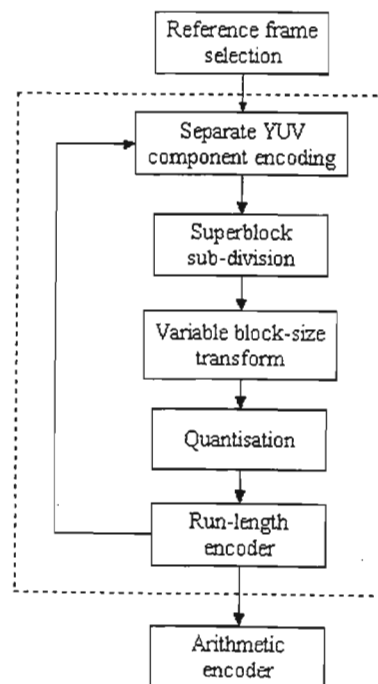 Reference frame
selection
Separate YUV
component encoding
Superblock
sub-division
Variable block-size
transform
Quantisation
Run-length
encoder
Arithmetic
encoder